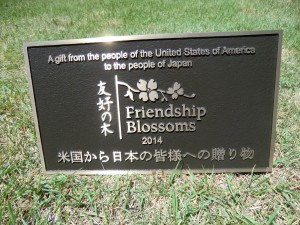 A gift from the people of the United States of America
to the people of Japan
友好の木
Friendship
Blossoms
2014
米国から日本の皆様への贈り物